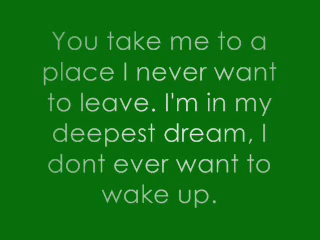 You take me to a
place I never want
to leave. I'm in my
deepest dream, I
dont ever want to
wake up.